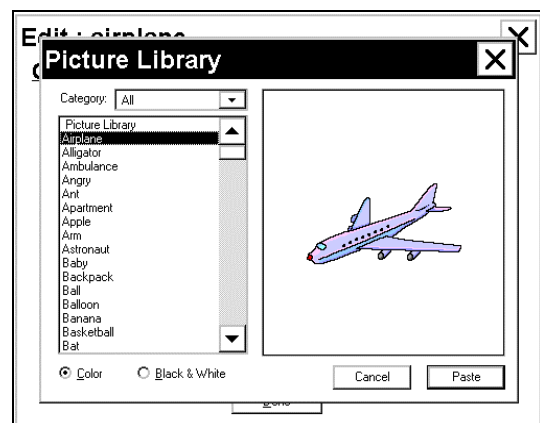 Edit : airplane
Picture Library
Category: All
Picture Library
Airplane
Alligator
Ambulance
Angry
Ant
Apartment
Apple
Arm
Astronaut
Baby
Backpack
Ball
Balloon
Banana
Basketball
Bat
Color Black & White
Cancel Paste